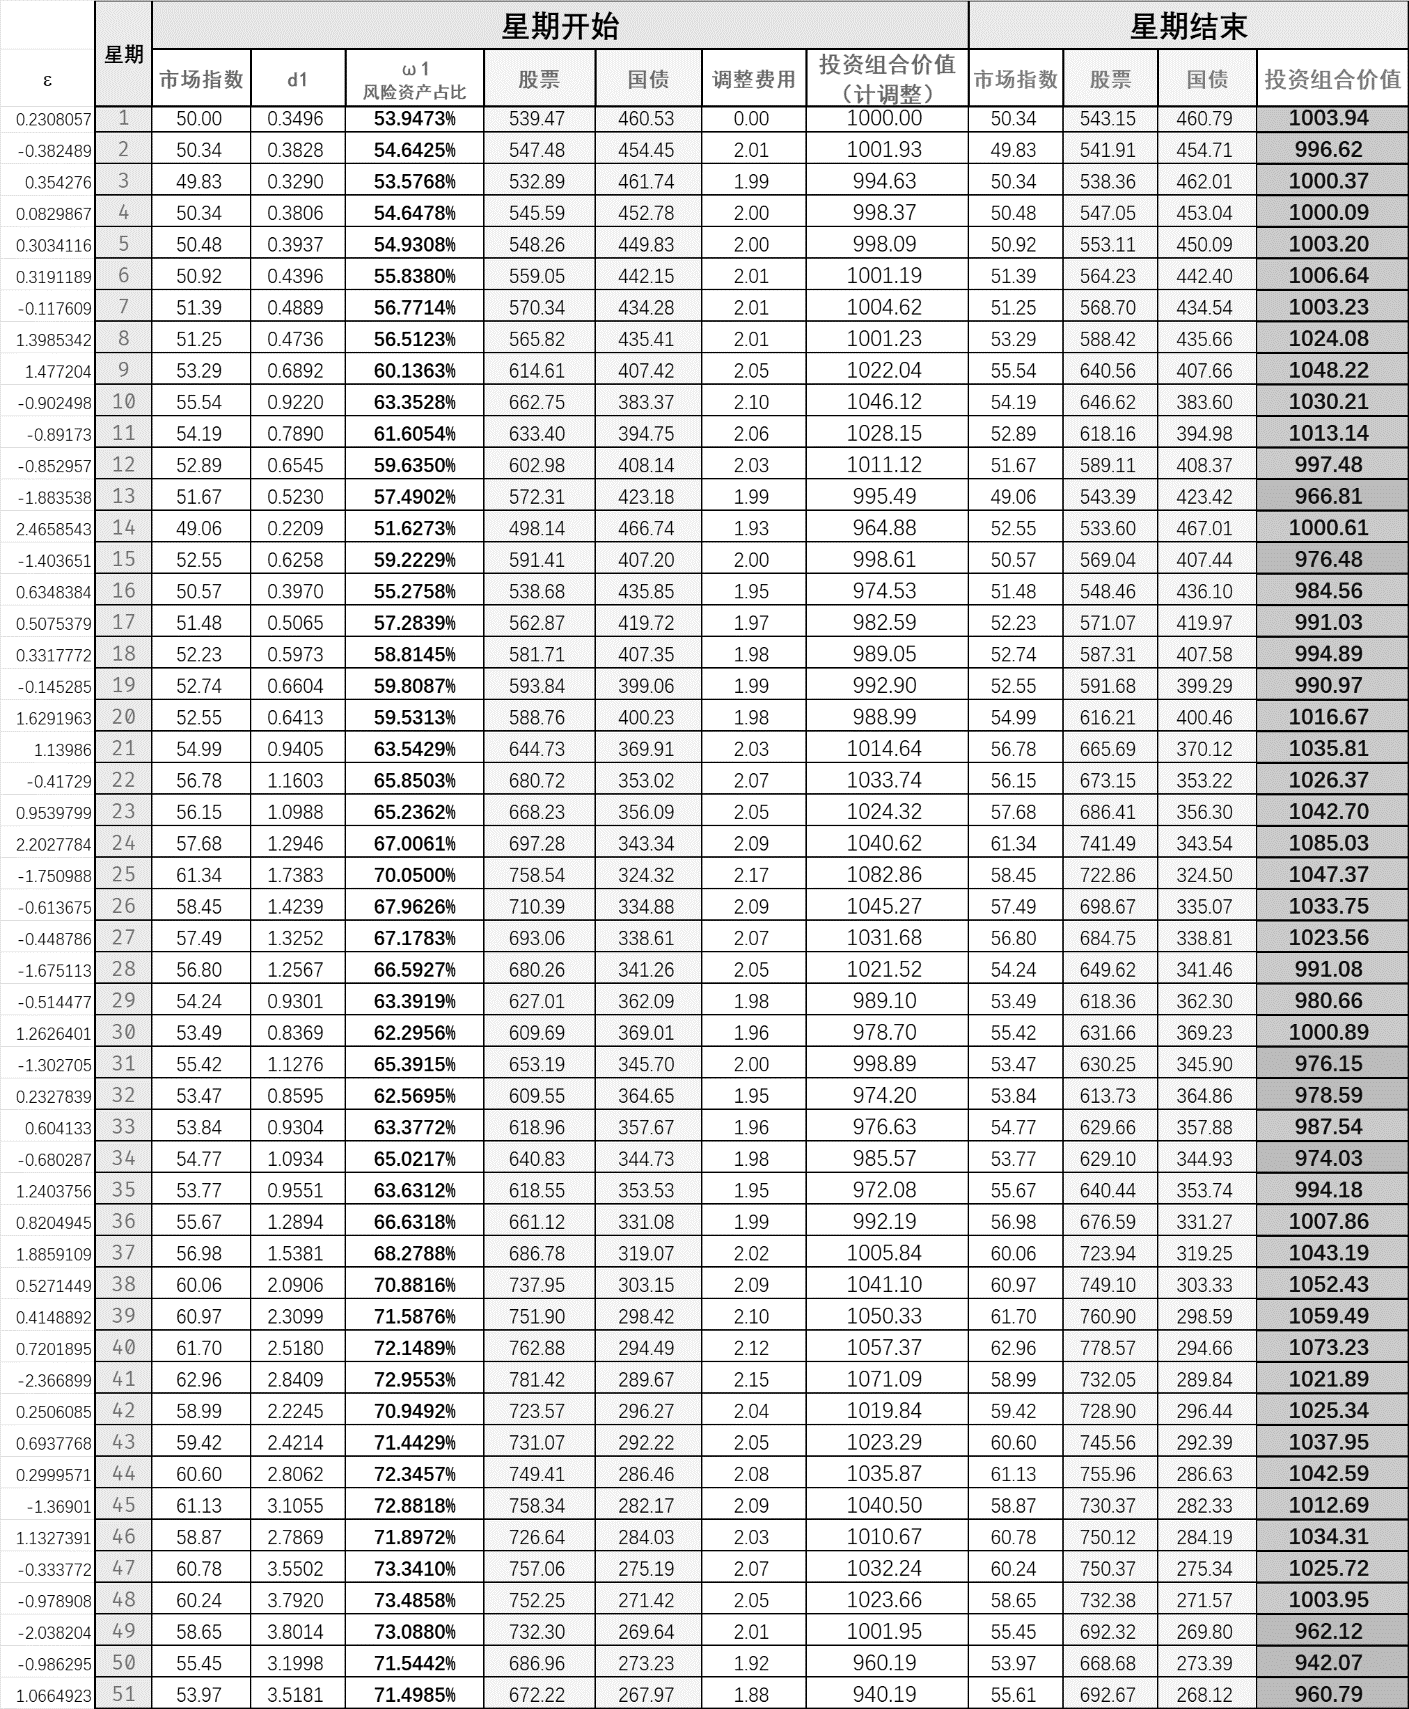 星期开始 星期结束
ε 星期 市场指数 d1 ω1 风险资产占比 股票 国债 调整费用 投资组合价值（计调整） 市场指数 股票 国债 投资组合价值
0.2308057 1 50.00 0.3496 53.9473% 539.47 460.53 0.00 1000.00 50.34 543.15 460.79 1003.94
-0.382489 2 50.34 0.3828 54.6425% 547.48 454.45 2.01 1001.93 49.83 541.91 454.71 996.62
0.354276 3 49.83 0.3290 53.5768% 532.89 461.74 1.99 994.63 50.34 538.36 462.01 1000.37
0.0829867 4 50.34 0.3806 54.6478% 545.59 452.78 2.00 998.37 50.48 547.05 453.04 1000.09
0.3034116 5 50.48 0.3937 54.9308% 548.26 449.83 2.00 998.09 50.92 553.11 450.09 1003.20
0.3191189 6 50.92 0.4396 55.8380% 559.05 442.15 2.01 1001.19 51.39 564.23 442.40 1006.64
-0.117609 7 51.39 0.4889 56.7714% 570.34 434.28 2.01 1004.62 51.25 568.70 434.54 1003.23
1.3985342 8 51.25 0.4736 56.5123% 565.82 435.41 2.01 1001.23 53.29 588.42 435.66 1024.08
1.477204 9 53.29 0.6892 60.1363% 614.61 407.42 2.05 1022.04 55.54 640.56 407.66 1048.22
-0.902498 10 55.54 0.9220 63.3528% 662.75 383.37 2.10 1046.12 54.19 646.62 383.60 1030.21
-0.89173 11 54.19 0.7890 61.6054% 633.40 394.75 2.06 1028.15 52.89 618.16 394.98 1013.14
-0.852957 12 52.89 0.6545 59.6350% 602.98 408.14 2.03 1011.12 51.67 589.11 408.37 997.48
-1.883538 13 51.67 0.5230 57.4902% 572.31 423.18 1.99 995.49 49.06 543.39 423.42 966.81
2.4658543 14 49.06 0.2209 51.6273% 498.14 466.74 1.93 964.88 52.55 533.60 467.01 1000.61
-1.403651 15 52.55 0.6258 59.2229% 591.41 407.20 2.00 998.61 50.57 569.04 407.44 976.48
0.6348384 16 50.57 0.3970 55.2758% 538.68 435.85 1.95 974.53 51.48 548.46 436.10 984.56
0.5075379 17 51.48 0.5065 57.2839% 562.87 419.72 1.97 982.59 52.23 571.07 419.97 991.03
0.3317772 18 52.23 0.5973 58.8145% 581.71 407.35 1.98 989.05 52.74 587.31 407.58 994.89
-0.145285 19 52.74 0.6604 59.8087% 593.84 399.06 1.99 992.90 52.55 591.68 399.29 990.97
1.6291963 20 52.55 0.6413 59.5313% 588.76 400.23 1.98 988.99 54.99 616.21 400.46 1016.67
1.13986 21 54.99 0.9405 63.5429% 644.73 369.91 2.03 1014.64 56.78 665.69 370.12 1035.81
-0.41729 22 56.78 1.1603 65.8503% 680.72 353.02 2.07 1033.74 56.15 673.15 353.22 1026.37
0.9539799 23 56.15 1.0988 65.2362% 668.23 356.09 2.05 1024.32 57.68 686.41 356.30 1042.70
2.2027784 24 57.68 1.2946 67.0061% 697.28 343.34 2.09 1040.62 61.34 741.49 343.54 1085.03
-1.750988 25 61.34 1.7383 70.0500% 758.54 324.32 2.17 1082.86 58.45 722.86 324.50 1047.37
-0.613675 26 58.45 1.4239 67.9626% 710.39 334.88 2.09 1045.27 57.49 698.67 335.07 1033.75
-0.448786 27 57.49 1.3252 67.1783% 693.06 338.61 2.07 1031.68 56.80 684.75 338.81 1023.56
-1.675113 28 56.80 1.2567 66.5927% 680.26 341.26 2.05 1021.52 54.24 649.62 341.46 991.08
-0.514477 29 54.24 0.9301 63.3919% 627.01 362.09 1.98 989.10 53.49 618.36 362.30 980.66
1.2626401 30 53.49 0.8369 62.2956% 609.69 369.01 1.96 978.70 55.42 631.66 369.23 1000.89
-1.302705 31 55.42 1.1276 65.3915% 653.19 345.70 2.00 998.89 53.47 630.25 345.90 976.15
0.2327839 32 53.47 0.8595 62.5695% 609.55 364.65 1.95 974.20 53.84 613.73 364.86 978.59
0.604133 33 53.84 0.9304 63.3772% 618.96 357.67 1.96 976.63 54.77 629.66 357.88 987.54
-0.680287 34 54.77 1.0934 65.0217% 640.83 344.73 1.98 985.57 53.77 629.10 344.93 974.03
1.2403756 35 53.77 0.9551 63.6312% 618.55 353.53 1.95 972.08 55.67 640.44 353.74 994.18
0.8204945 36 55.67 1.2894 66.6318% 661.12 331.08 1.99 992.19 56.98 676.59 331.27 1007.86
1.8859109 37 56.98 1.5381 68.2788% 686.78 319.07 2.02 1005.84 60.06 723.94 319.25 1043.19
0.5271449 38 60.06 2.0906 70.8816% 737.95 303.15 2.09 1041.10 60.97 749.10 303.33 1052.43
0.4148892 39 60.97 2.3099 71.5876% 751.90 298.42 2.10 1050.33 61.70 760.90 298.59 1059.49
0.7201895 40 61.70 2.5180 72.1489% 762.88 294.49 2.12 1057.37 62.96 778.57 294.66 1073.23
-2.366899 41 62.96 2.8409 72.9553% 781.42 289.67 2.15 1071.09 58.99 732.05 289.84 1021.89
0.2506085 42 58.99 2.2245 70.9492% 723.57 296.27 2.04 1019.84 59.42 728.90 296.44 1025.34
0.6937768 43 59.42 2.4214 71.4429% 731.07 292.22 2.05 1023.29 60.60 745.56 292.39 1037.95
0.2999571 44 60.60 2.8062 72.3457% 749.41 286.46 2.08 1035.87 61.13 755.96 286.63 1042.59
-1.36901 45 61.13 3.1055 72.8818% 758.34 282.17 2.09 1040.50 58.87 730.37 282.33 1012.69
1.1327391 46 58.87 2.7869 71.8972% 726.64 284.03 2.03 1010.67 60.78 750.12 284.19 1034.31
-0.333772 47 60.78 3.5502 73.3410% 757.06 275.19 2.07 1032.24 60.24 750.37 275.34 1025.72
-0.978908 48 60.24 3.7920 73.4858% 752.25 271.42 2.05 1023.66 58.65 732.38 271.57 1003.95
-2.038204 49 58.65 3.8014 73.0880% 732.30 269.64 2.01 1001.95 55.45 692.32 269.80 962.12
-0.986295 50 55.45 3.1998 71.5442% 686.96 273.23 1.92 960.19 53.97 668.68 273.39 942.07
1.0664923 51 53.97 3.5181 71.4985% 672.22 267.97 1.88 940.19 55.61 692.67 268.12 960.79